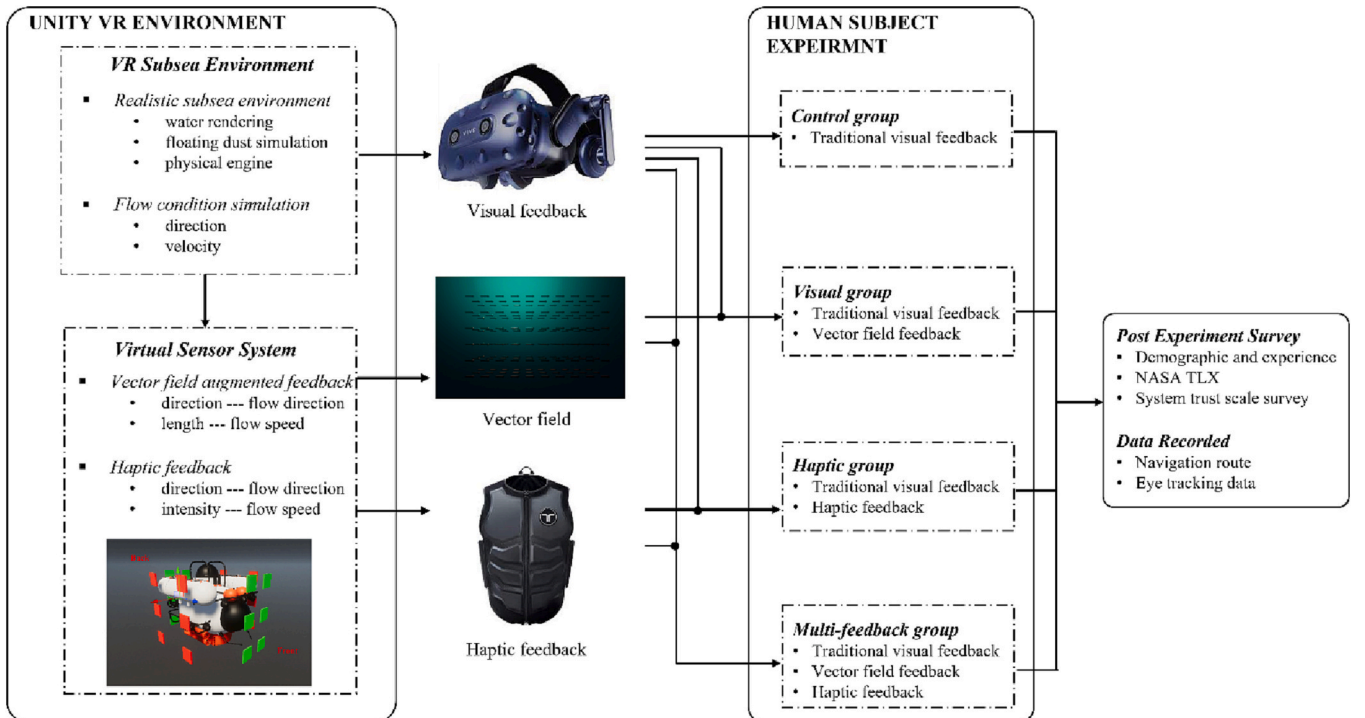 UNITY VR ENVIRONMENT
VR Subsea Environment
▪ Realistic subsea environment
• water rendering
• floating dust simulation
• physical engine
▪ Flow condition simulation
• direction
• velocity
Virtual Sensor System
▪ Vector field augmented feedback
• direction --- flow direction
• length --- flow speed
▪ Haptic feedback
• direction --- flow direction
• intensity --- flow speed
VIVE
Visual feedback
Vector field
Haptic feedback
HUMAN SUBJECT
EXPEIRMNT
Control group
• Traditional visual feedback
Visual group
• Traditional visual feedback
• Vector field feedback
Haptic group
• Traditional visual feedback
• Haptic feedback
Multi-feedback group
• Traditional visual feedback
• Vector field feedback
• Haptic feedback
Post Experiment Survey
• Demographic and experience
• NASA TLX
• System trust scale survey
Data Recorded
• Navigation route
• Eye tracking data